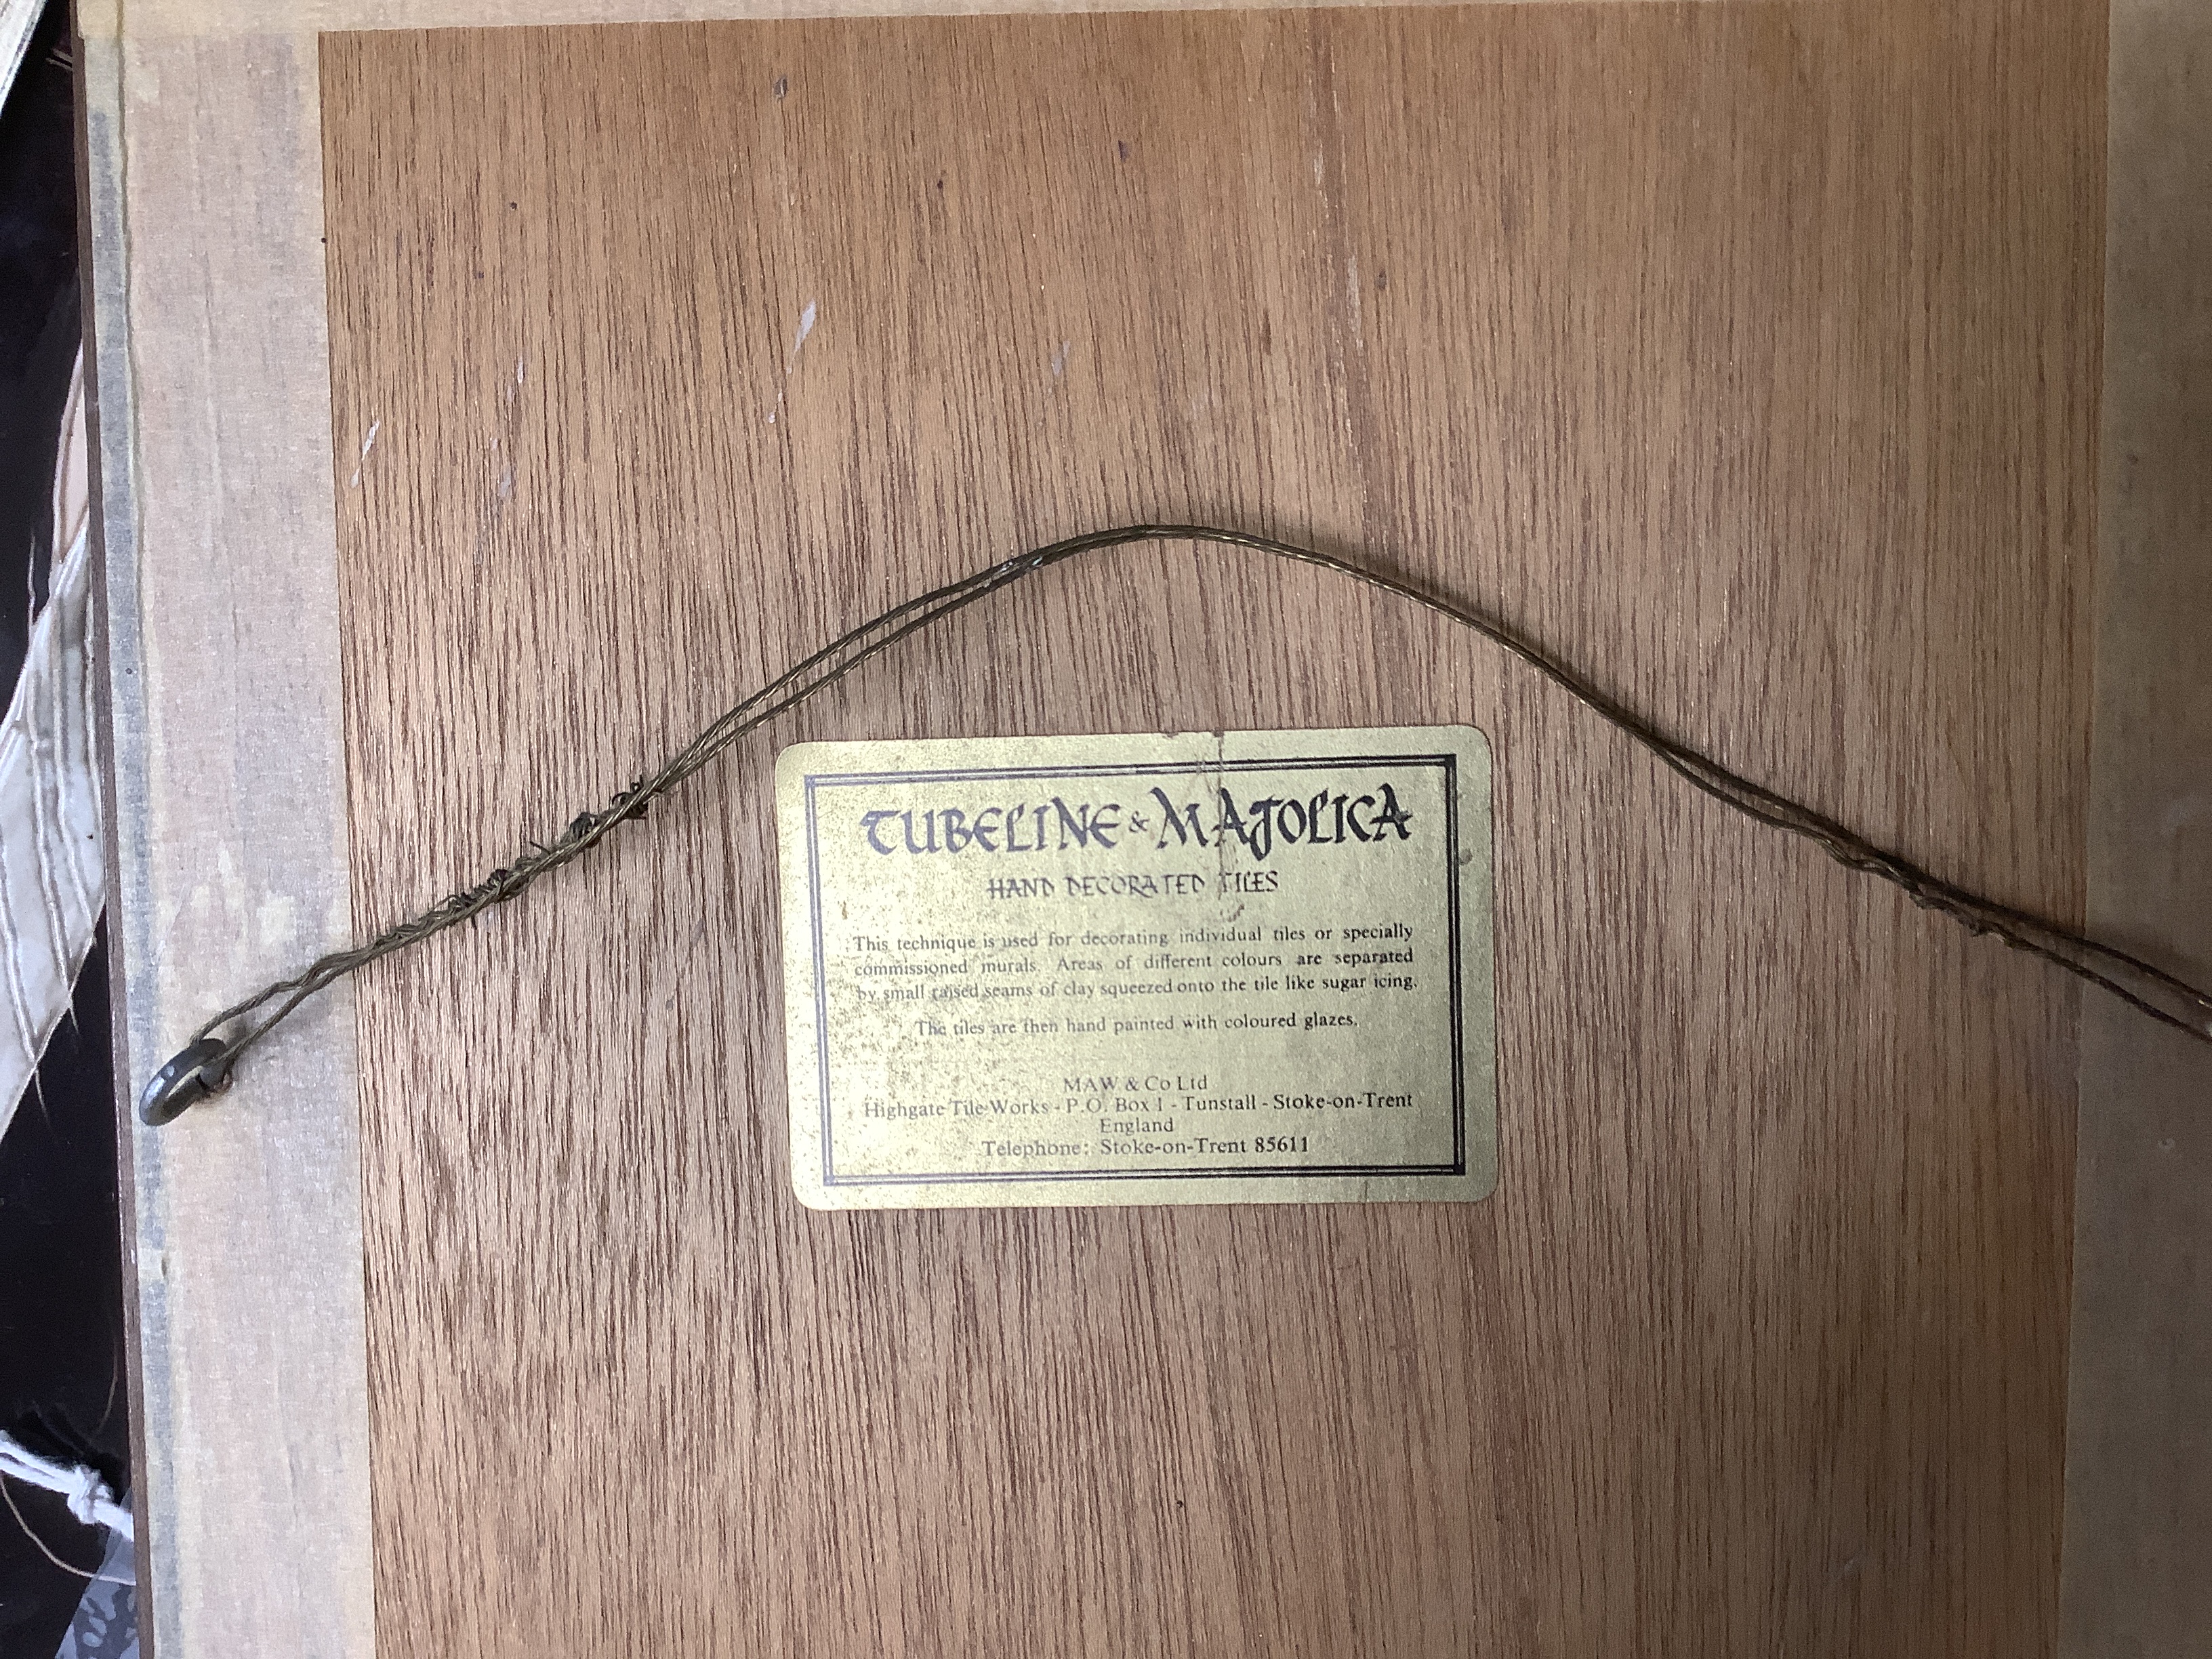 TUBELINE & MAJOLICA
HAND DECORATED TILES
This technique is used for decorating individual tiles or specially
commissioned murals. Areas of different colours are separated
by small raised seams of clay squeezed onto the tile like sugar icing.
The tiles are then hand painted with coloured glazes.
MAW & Co Ltd
Highgate Tile Works - P.O. Box 1 - Tunstall - Stoke-on-Trent
England
Telephone: Stoke-on-Trent 85611